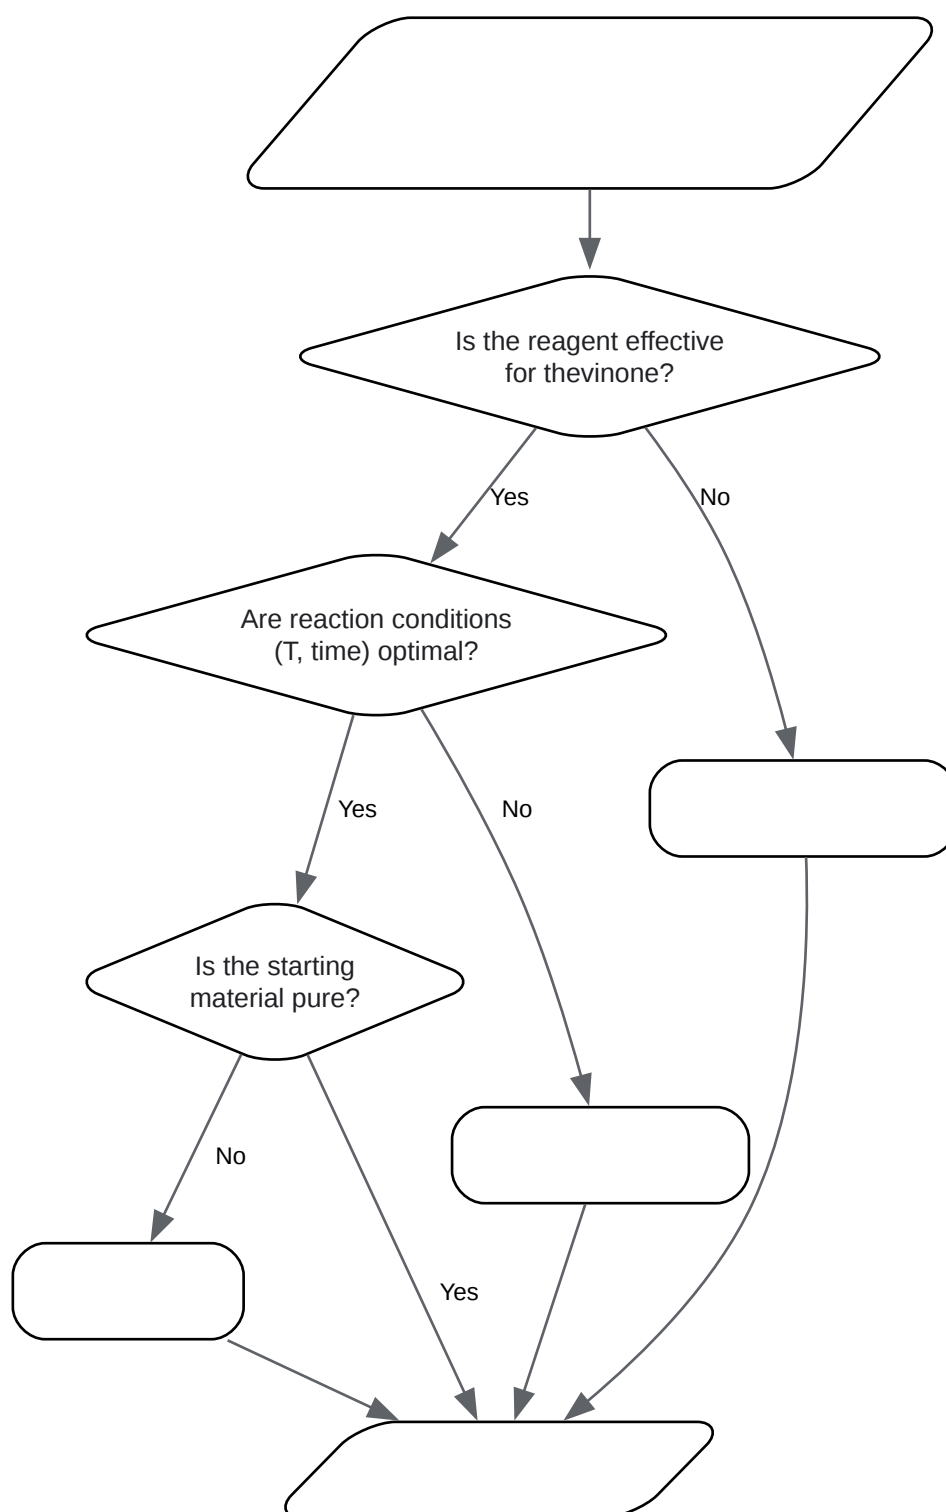 Is the reagent effective
for thevinone?
Yes
No
Are reaction conditions
(T, time) optimal?
Yes
No
Is the starting
material pure?
No
Yes